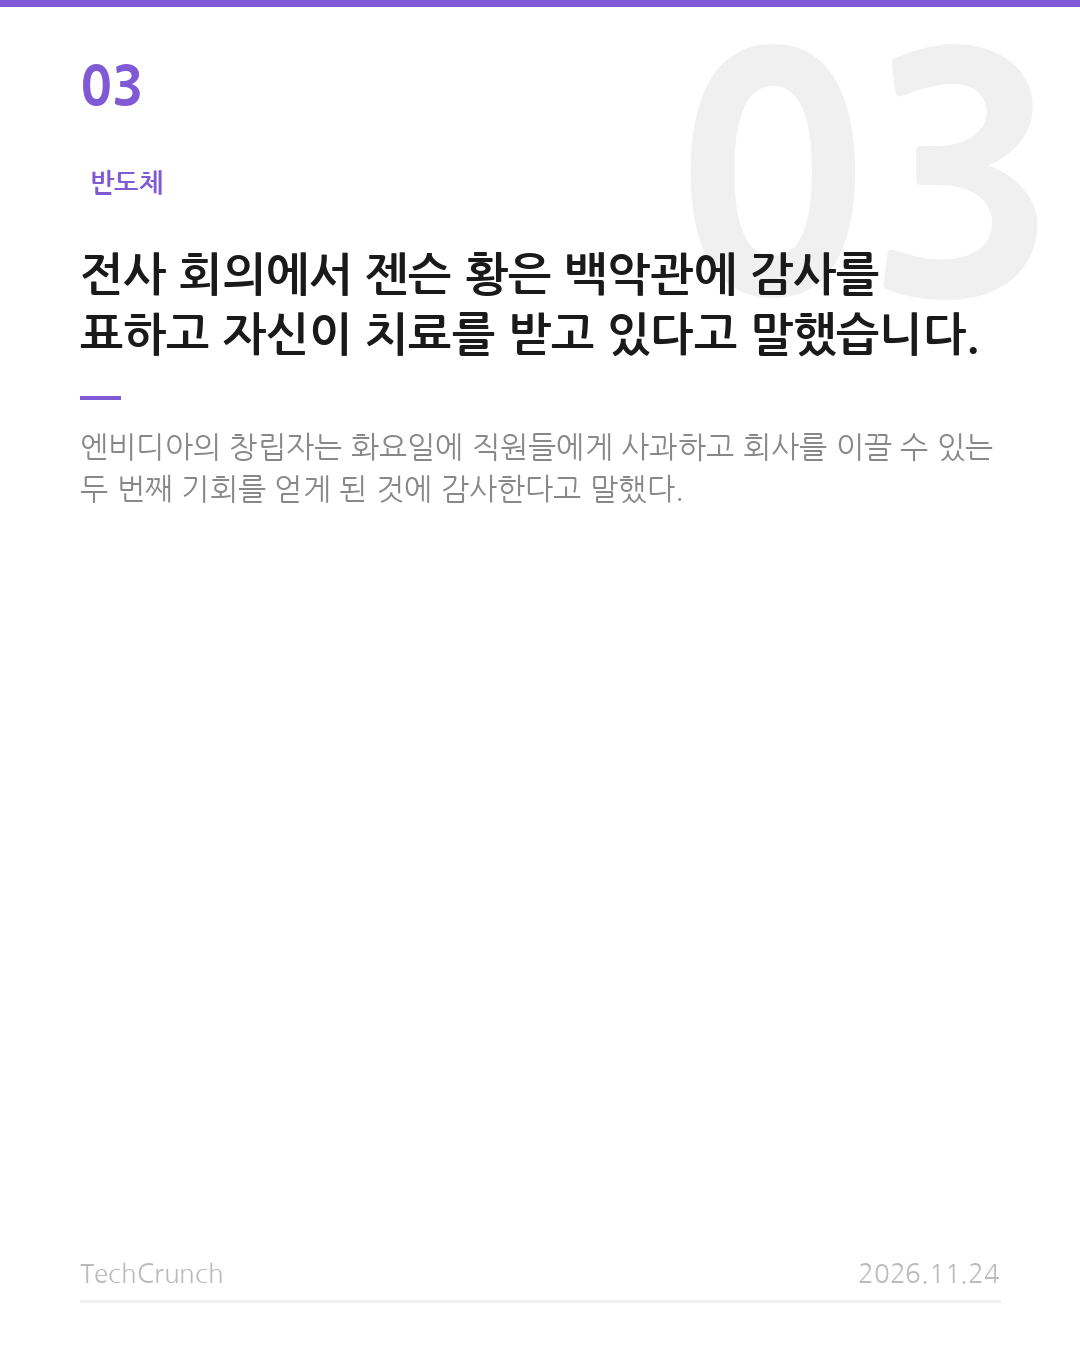 03
03
반도체
전사 회의에서 젠슨 황은 백악관에 감사를
표하고 자신이 치료를 받고 있다고 말했습니다.
엔비디아의 창립자는 화요일에 직원들에게 사과하고 회사를 이끌 수 있는
두 번째 기회를 얻게 된 것에 감사한다고 말했다.
TechCrunch
2026.11.24